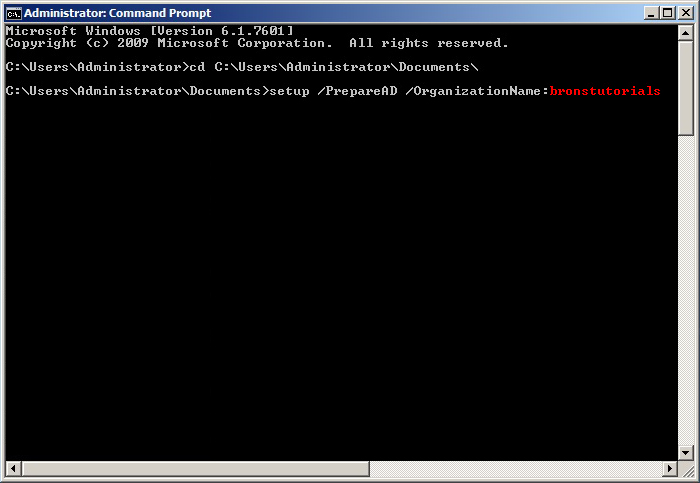 Administrator: Command Prompt
Microsoft Windows [Version 6.1.7601]
Copyright (c) 2009 Microsoft Corporation.  All rights reserved.
C:\Users\Administrator>cd C:\Users\Administrator\Documents\
C:\Users\Administrator\Documents>setup /PrepareAD /OrganizationName:bronstutorials